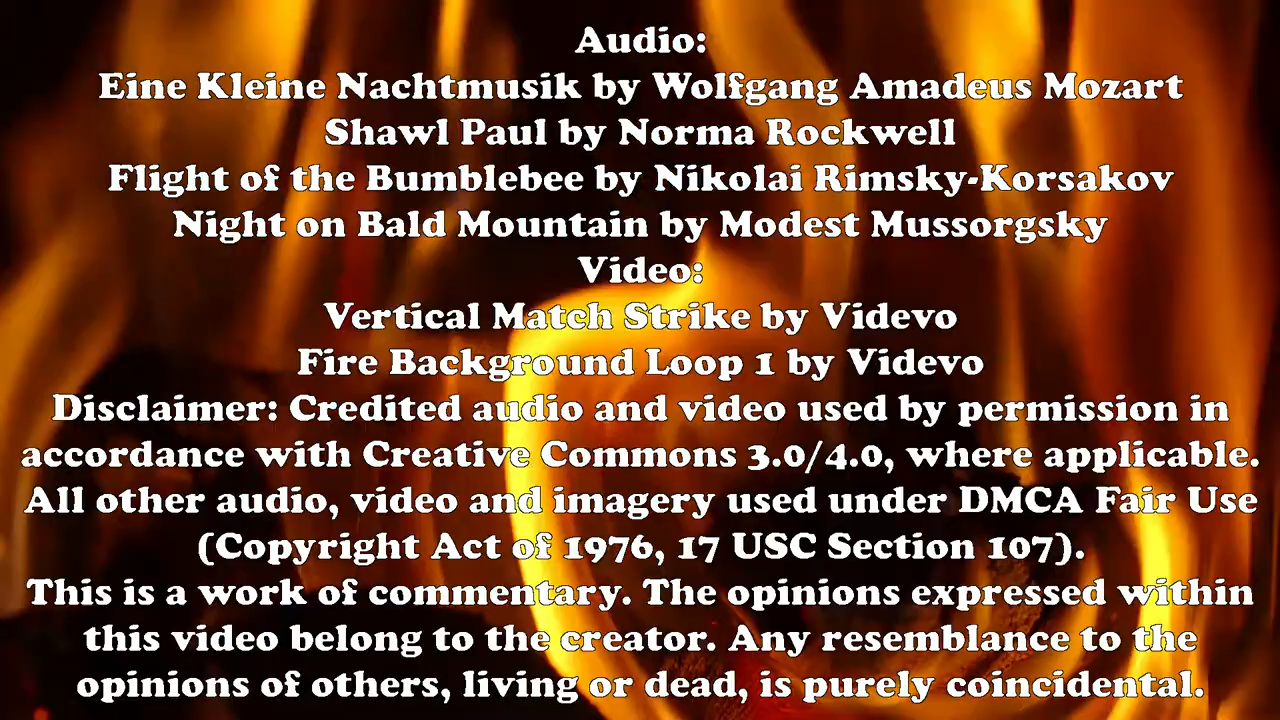 Audio:
Eine Kleine Nachtmusik by Wolfgang Amadeus Mozart
Shawl Paul by Norma Rockwell
Flight of the Bumblebee by Nikolai Rimsky-Korsakov
Night on Bald Mountain by Modest Mussorgsky
Video:
Vertical Match Strike by Videvo
Fire Background Loop 1 by Videvo
Disclaimer: Credited audio and video used by permission in
accordance with Creative Commons 3.0/4.0, where applicable.
All other audio, video and imagery used under DMCA Fair Use
(Copyright Act of 1976, 17 USC Section 107).
This is a work of commentary. The opinions expressed within
this video belong to the creator. Any resemblance to the
opinions of others, living or dead, is purely coincidental.